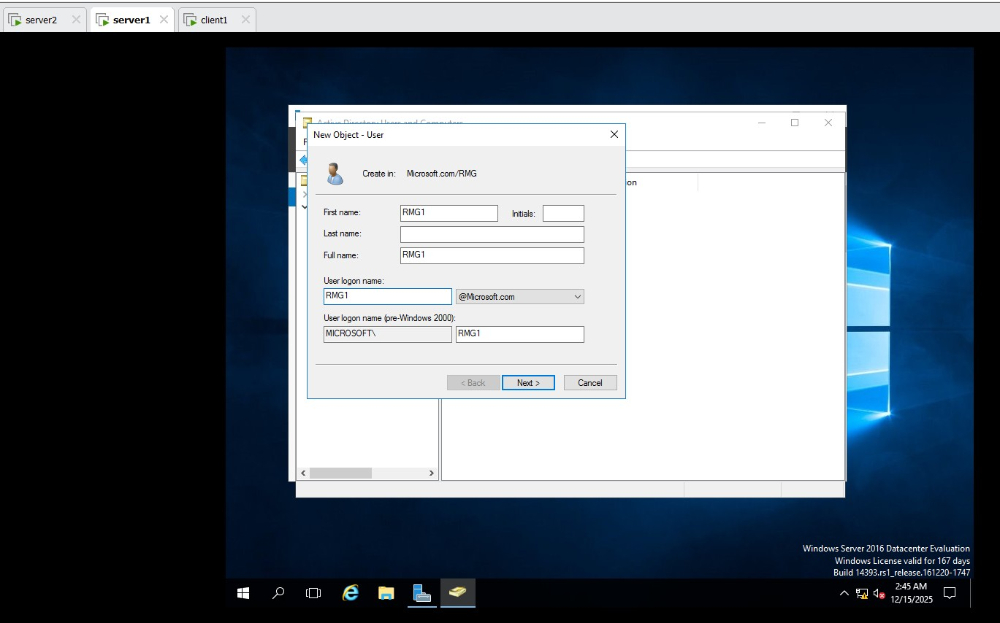 server2
server1
client1
Active Directory Users and Computers
New Object - User
Create in: Microsoft.com/RMG
on
First name: RMG1 Initials:
Last name:
Full name: RMG1
User logon name:
RMG1 @Microsoft.com
User logon name (pre-Windows 2000):
MICROSOFT\ RMG1
< Back Next > Cancel
Windows Server 2016 Datacenter Evaluation
Windows License valid for 167 days
Build 14393.rs1_release.161220-1747
2:45 AM
12/15/2025